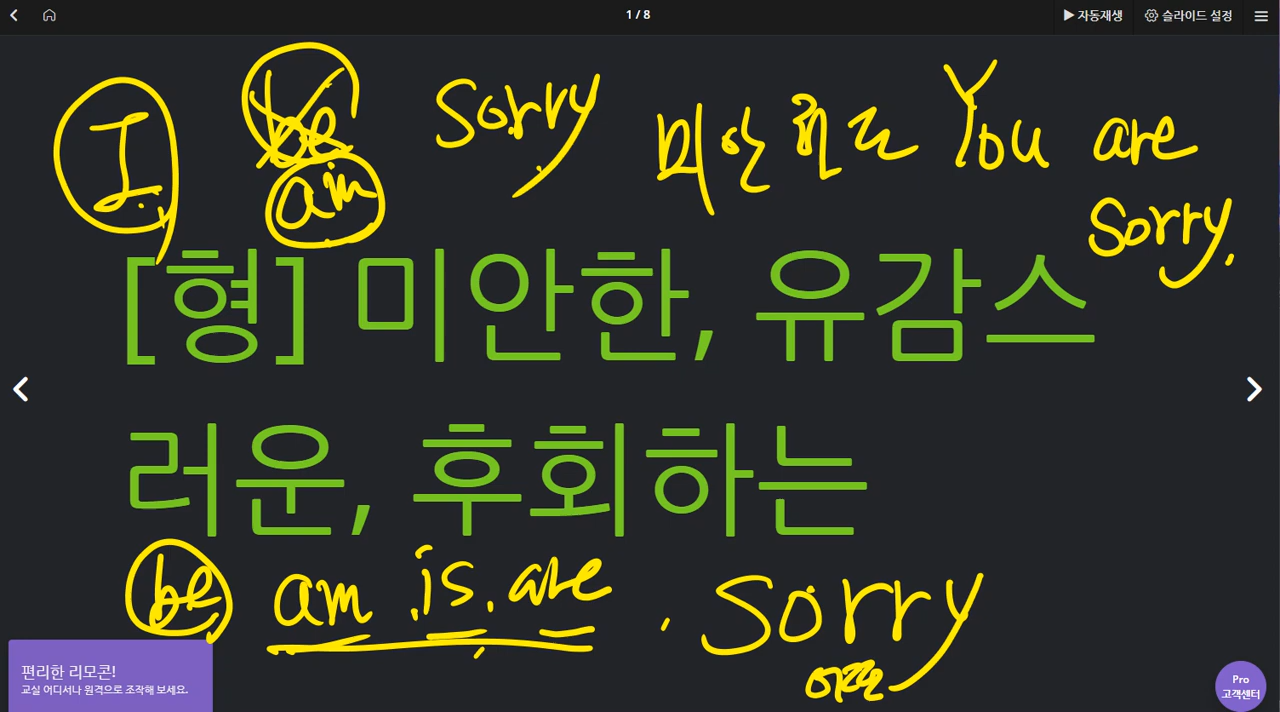 1 / 8
자동재생
슬라이드 설정
I be sorry 미안하고 You are
am
sorry.
[형] 미안한, 유감스
러운, 후회하는
be am .is. are . sorry
편리한 리모콘!
교실 어디서나 원격으로 조작해 보세요.
Pro
고객센터